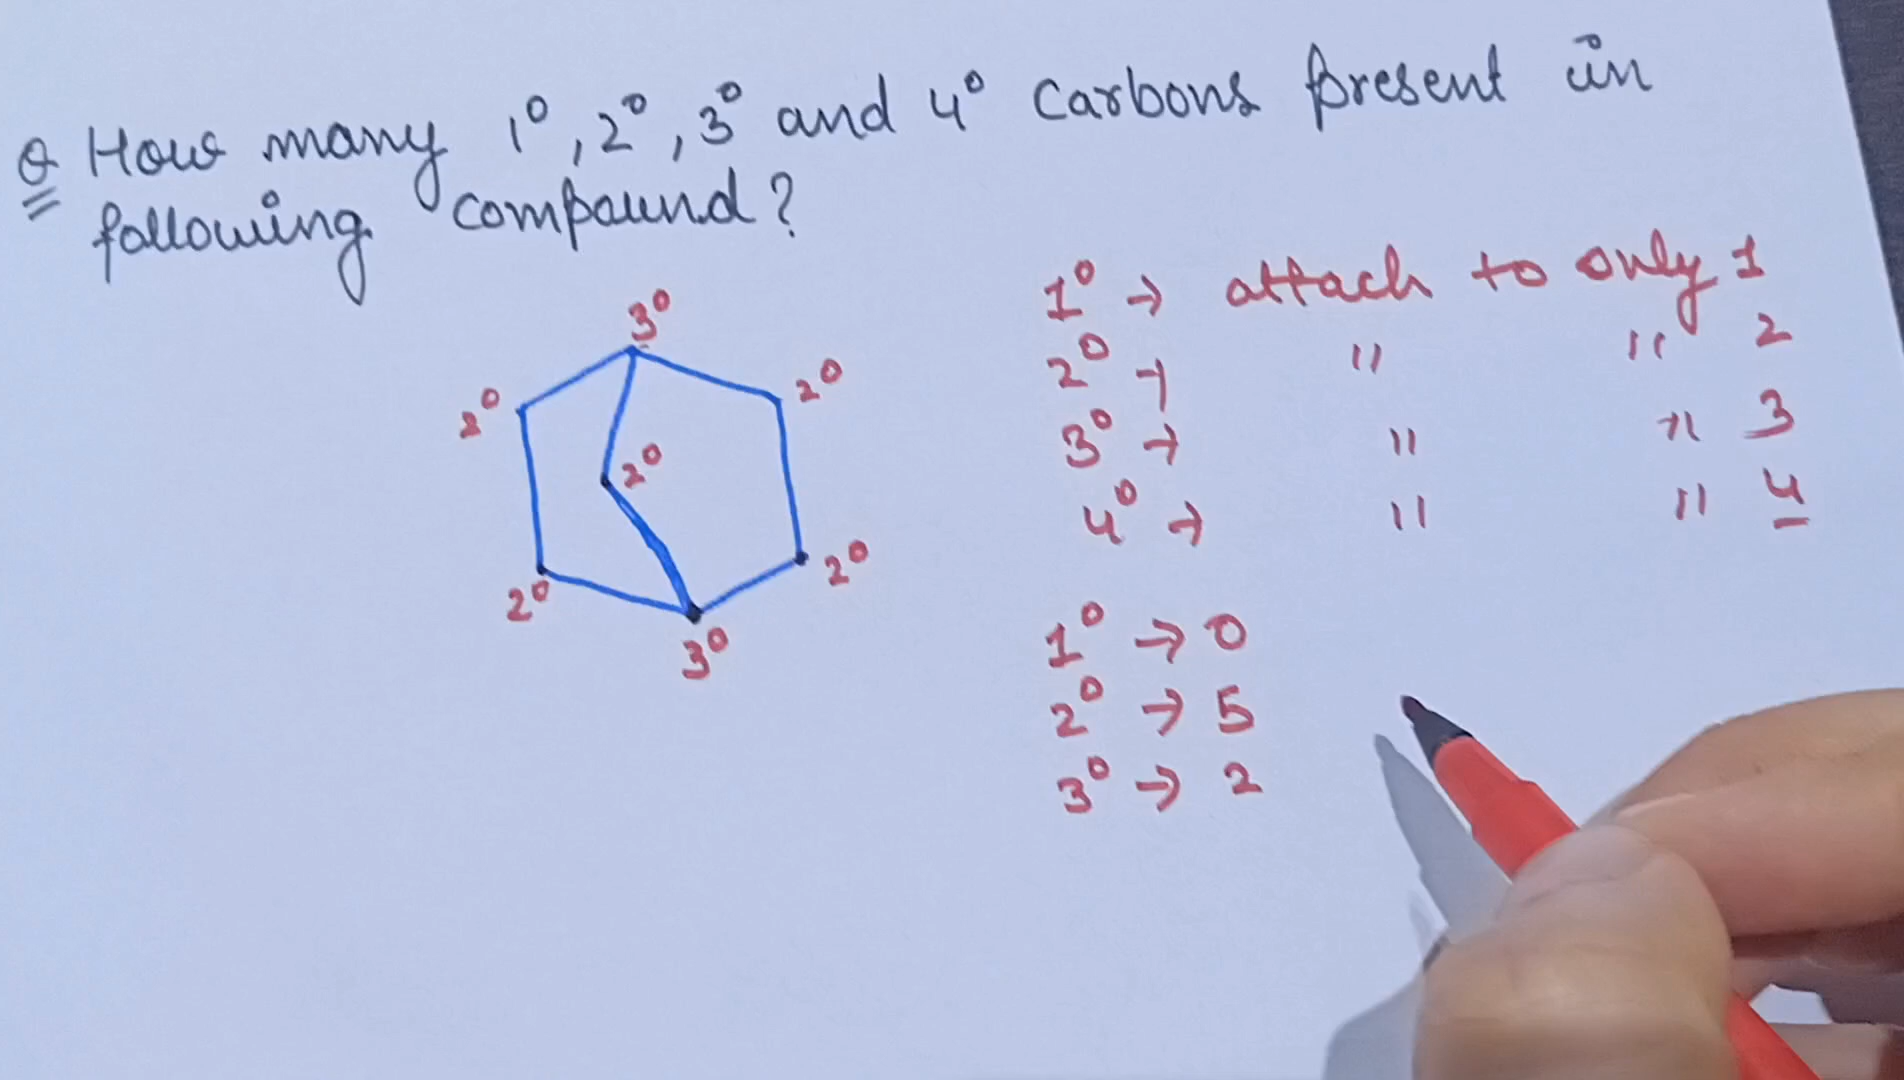 Q How many 1°, 2°, 3° and 4° carbons present in
following compound?
3°
2°
2°
2°
2°
2°
3°
1° → attach to only 1
2° → " " 2
3° → " " 3
4° → " " 4
1° → 0
2° → 5
3° → 2